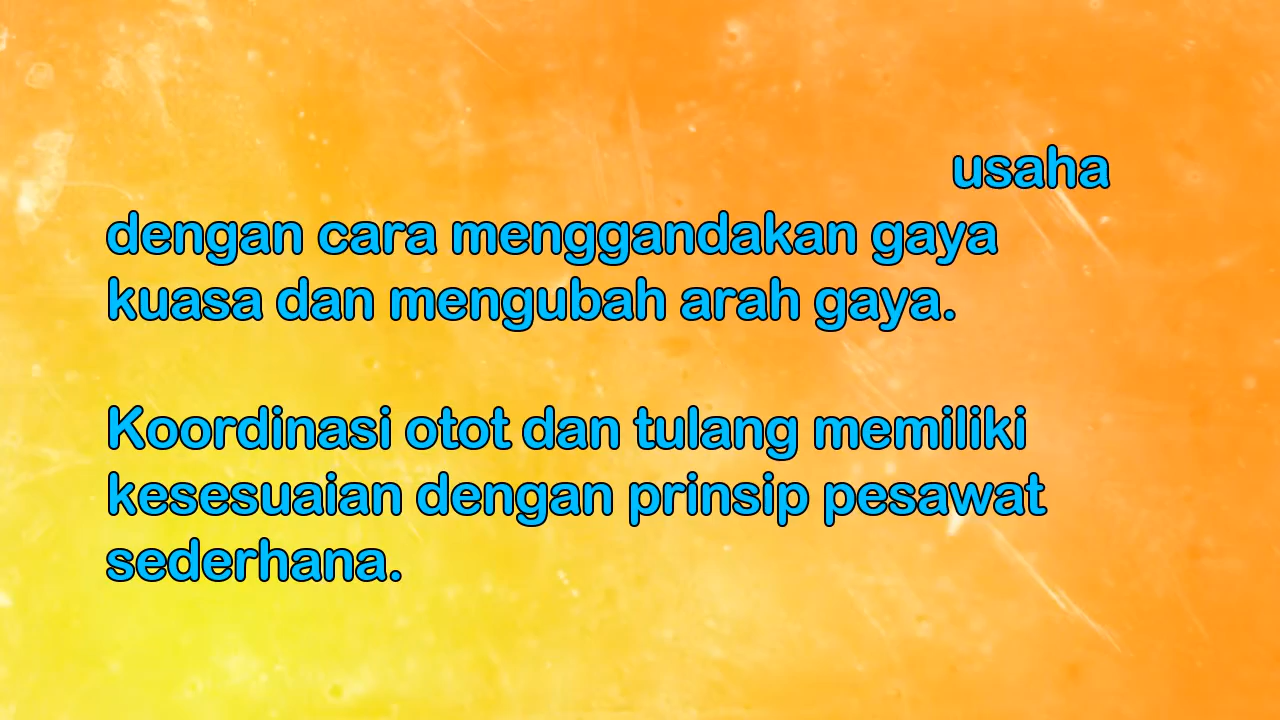 usaha
dengan cara menggandakan gaya
kuasa dan mengubah arah gaya.
Koordinasi otot dan tulang memiliki
kesesuaian dengan prinsip pesawat
sederhana.